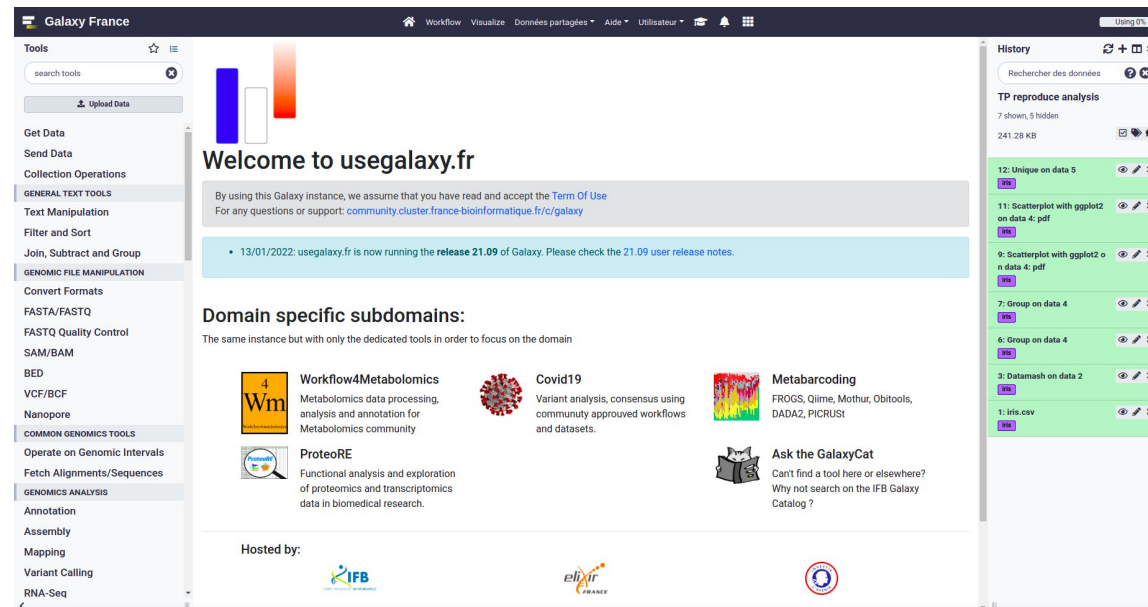 Galaxy France
Workflow Visualize Données partagées Aide Utilisateur
Using 0%
Tools
search tools
Upload Data
Get Data
Send Data
Collection Operations
GENERAL TEXT TOOLS
Text Manipulation
Filter and Sort
Join, Subtract and Group
GENOMIC FILE MANIPULATION
Convert Formats
FASTA/FASTQ
FASTQ Quality Control
SAM/BAM
BED
VCF/BCF
Nanopore
COMMON GENOMICS TOOLS
Operate on Genomic Intervals
Fetch Alignments/Sequences
GENOMICS ANALYSIS
Annotation
Assembly
Mapping
Variant Calling
RNA-Seq
Welcome to usegalaxy.fr
By using this Galaxy instance, we assume that you have read and accept the Term Of Use
For any questions or support: community.cluster.france-bioinformatique.fr/c/galaxy
13/01/2022: usegalaxy.fr is now running the release 21.09 of Galaxy. Please check the 21.09 user release notes.
Domain specific subdomains:
The same instance but with only the dedicated tools in order to focus on the domain
4
Wm
Workflow4Metabolomics
Metabolomics data processing,
analysis and annotation for
Metabolomics community
Covid19
Variant analysis, consensus using
communuty approuved workflows
and datasets.
Metabarcoding
FROGS, Qiime, Mothur, Obitools,
DADA2, PICRUSt
ProteoRE
ProteoRE
Functional analysis and exploration
of proteomics and transcriptomics
data in biomedical research.
Ask the GalaxyCat
Can't find a tool here or elsewhere?
Why not search on the IFB Galaxy
Catalog ?
Hosted by:
IFB
elixir
FRANCE
History
Rechercher des données
TP reproduce analysis
7 shown, 5 hidden
241.28 KB
12: Unique on data 5
iris
11: Scatterplot with ggplot2
on data 4: pdf
iris
9: Scatterplot with ggplot2 o
n data 4: pdf
iris
7: Group on data 4
iris
6: Group on data 4
iris
3: Datamash on data 2
iris
1: iris.csv
iris